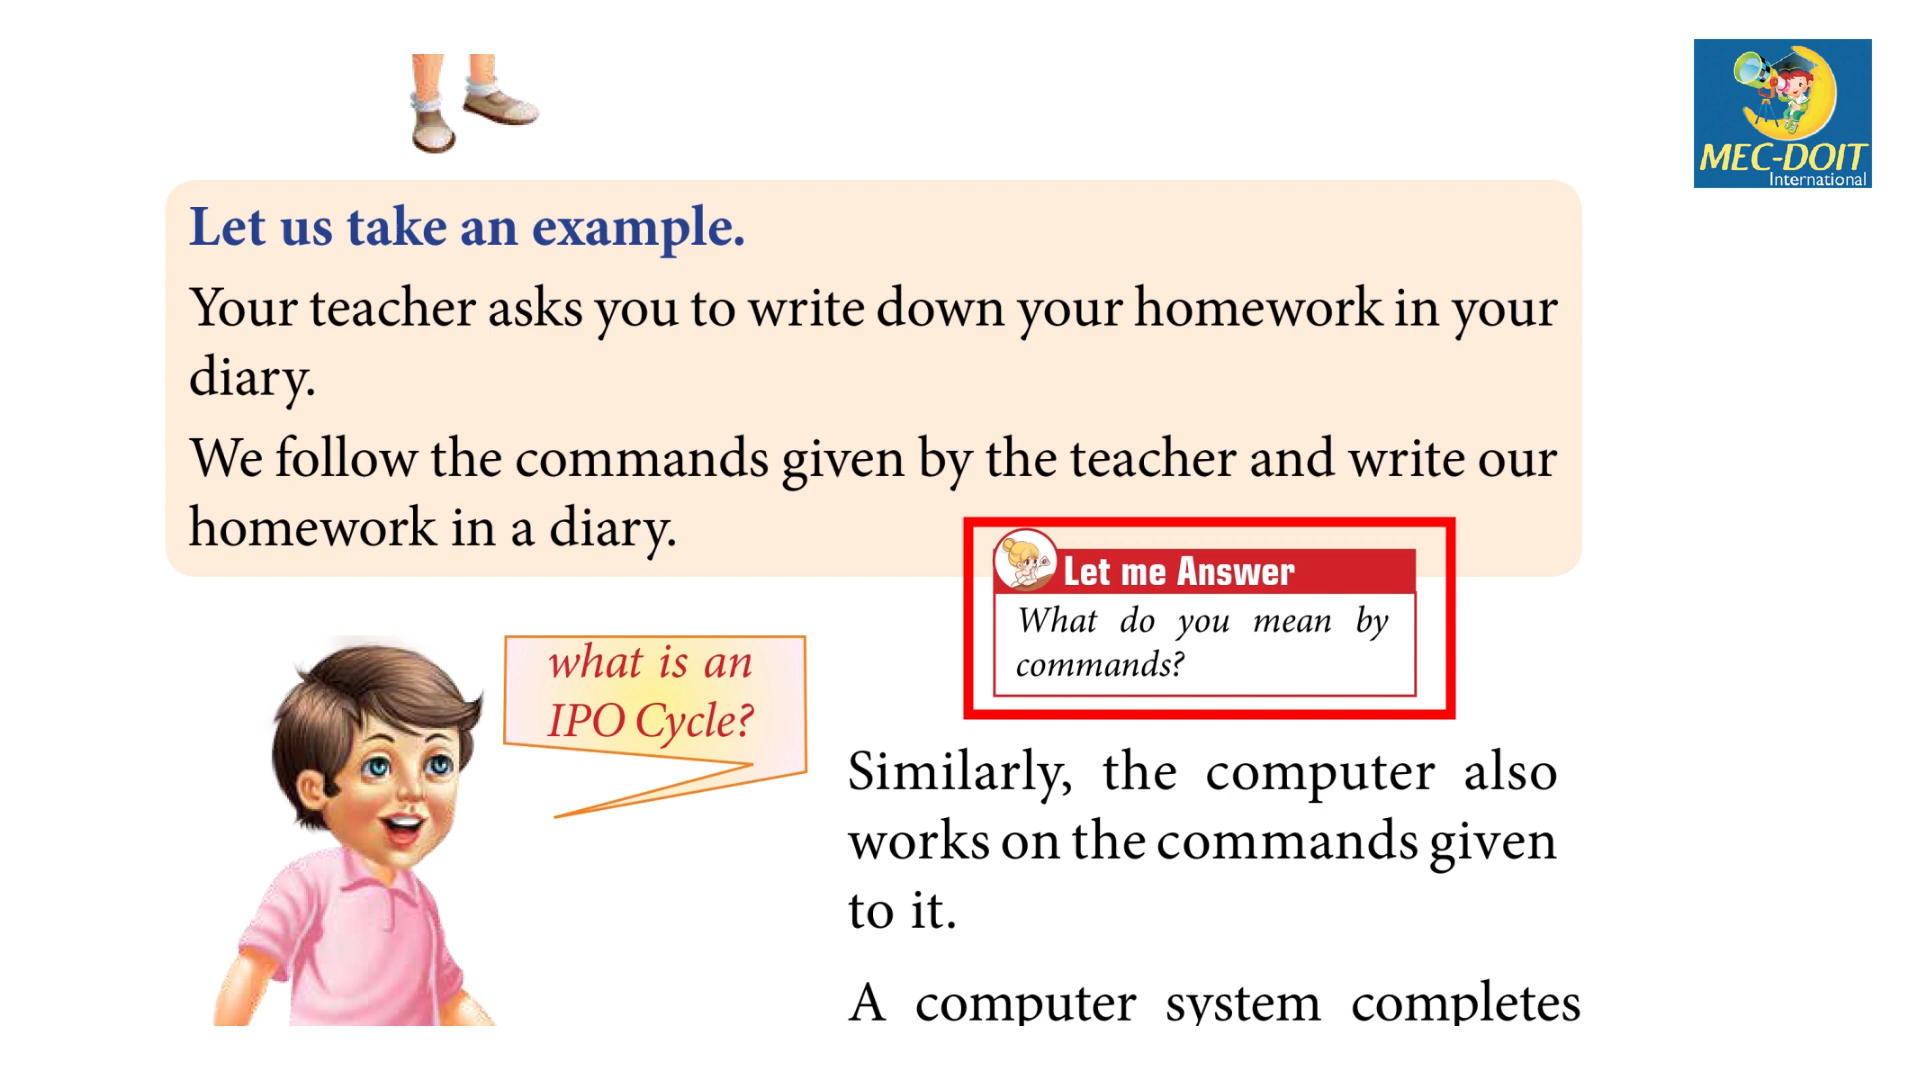 MEC-DOIT
International
Let us take an example.
Your teacher asks you to write down your homework in your
diary.
We follow the commands given by the teacher and write our
homework in a diary.
Let me Answer
What do you mean by
commands?
what is an
IPO Cycle?
Similarly, the computer also
works on the commands given
to it.
A computer system completes